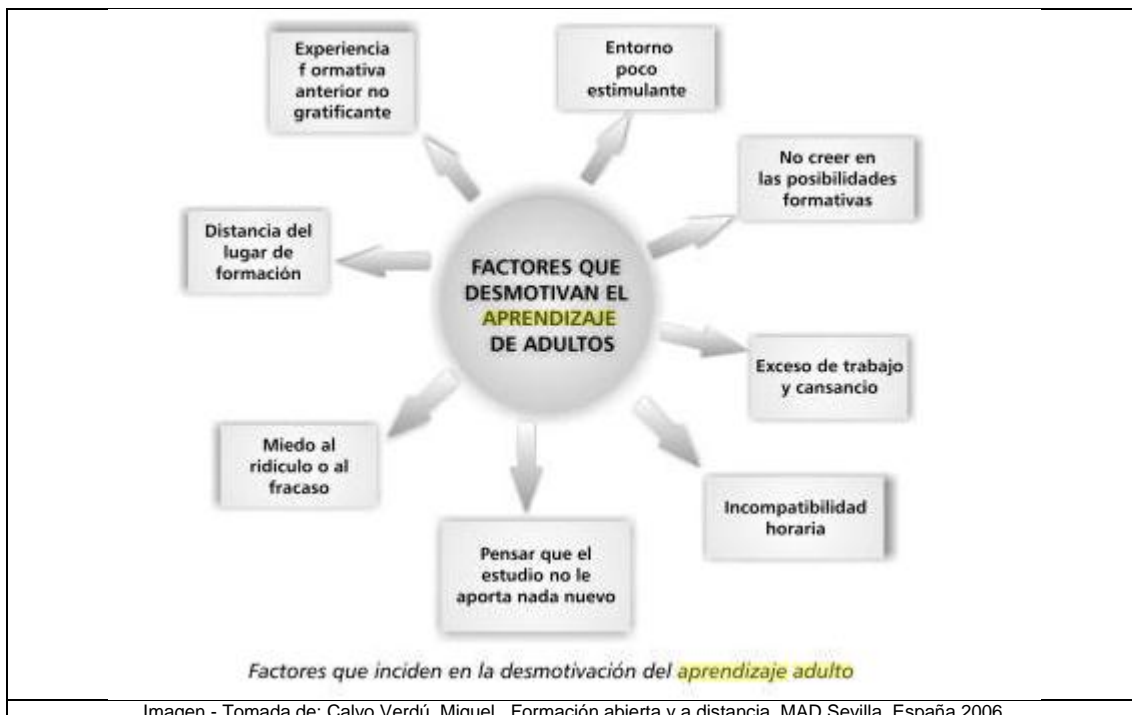 Experiencia
f ormativa
anterior no
gratificante
Entorno
poco
estimulante
No creer en
las posibilidades
formativas
Distancia del
lugar de
formación
FACTORES QUE
DESMOTIVAN EL
APRENDIZAJE
DE ADULTOS
Exceso de trabajo
y cansancio
Miedo al
ridiculo o al
fracaso
Incompatibilidad
horaria
Pensar que el
estudio no le
aporta nada nuevo
Factores que inciden en la desmotivación del aprendizaje adulto
Imagen - Tomada de: Calvo Verdú, Miguel. Formación abierta y a distancia. MAD Sevilla, España 2006